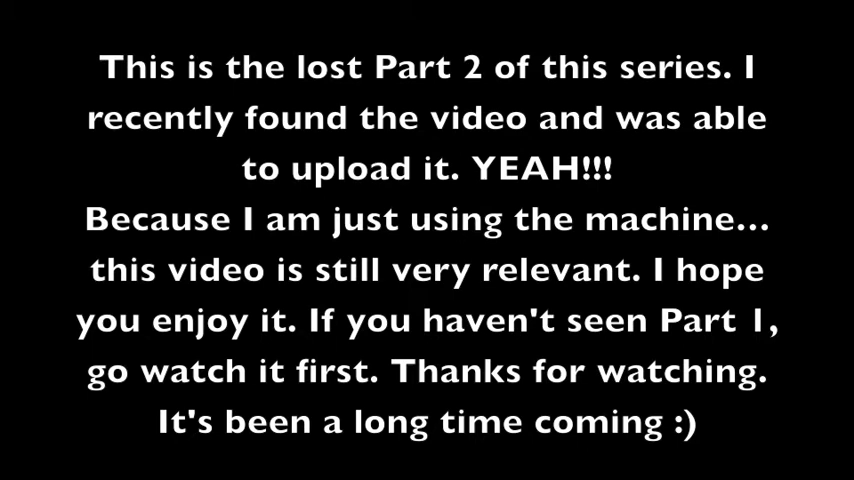 This is the lost Part 2 of this series. I
recently found the video and was able
to upload it. YEAH!!!
Because I am just using the machine...
this video is still very relevant. I hope
you enjoy it. If you haven't seen Part 1,
go watch it first. Thanks for watching.
It's been a long time coming :)